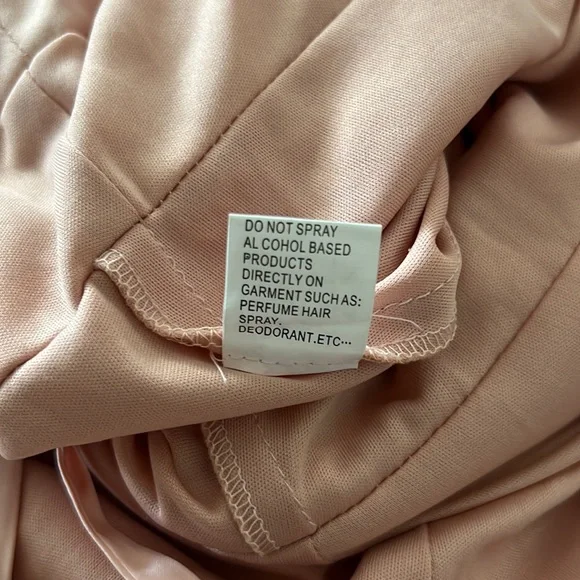 DO NOT SPRAY
AL COHOL BASED
PRODUCTS
DIRECTLY ON
GARMENT SUCH AS:
PERFUME HAIR
SPRAY,
DEODORANT.ETC···